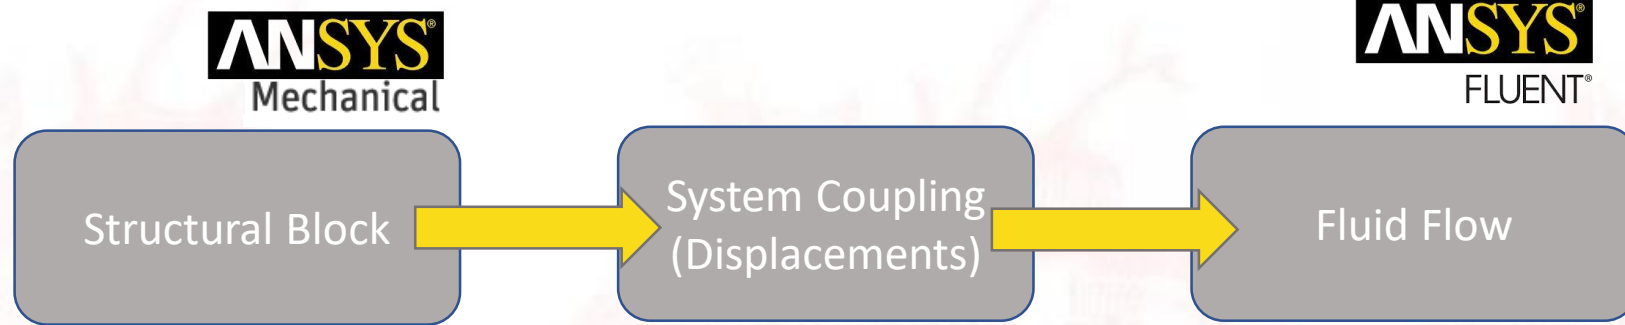 ANSYS®
Mechanical
ANSYS®
FLUENT®
Structural Block
System Coupling
(Displacements)
Fluid Flow